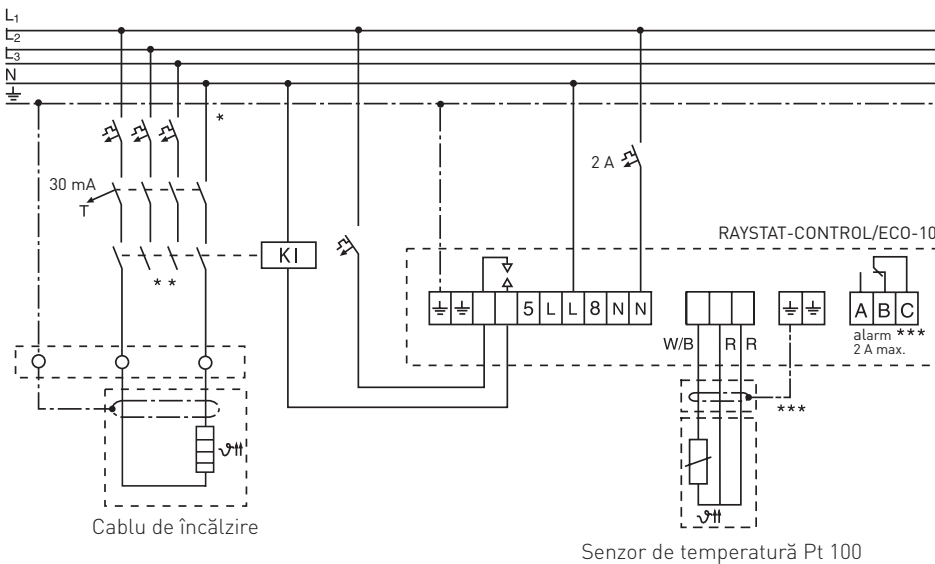 L1
L2
L3
N
*
30 mA
T
2 A
RAYSTAT-CONTROL/ECO-10
KI
* *
5 L L 8 N N
A B C
W/B R R
alarm ***
2 A max.
***
ϑ
ϑ
Cablu de încălzire
Senzor de temperatură Pt 100